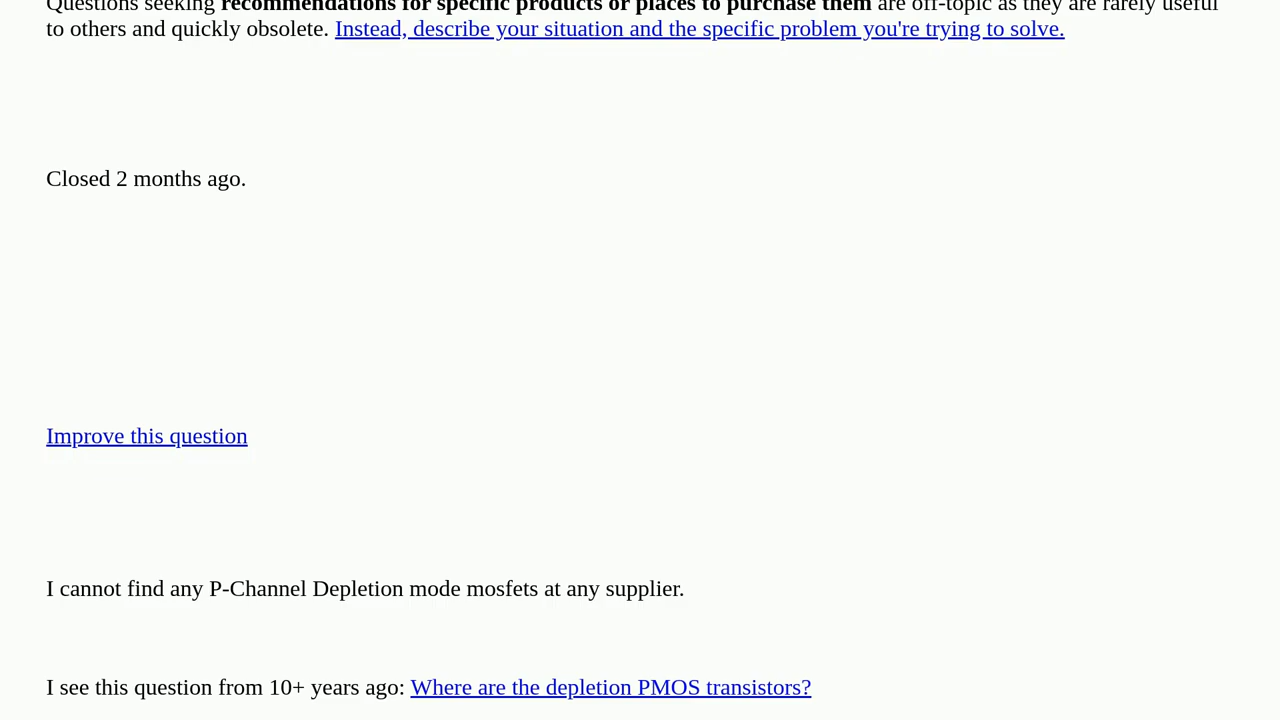 Questions seeking recommendations for specific products or places to purchase them are off-topic as they are rarely useful
to others and quickly obsolete. Instead, describe your situation and the specific problem you're trying to solve.
Closed 2 months ago.
Improve this question
I cannot find any P-Channel Depletion mode mosfets at any supplier.
I see this question from 10+ years ago: Where are the depletion PMOS transistors?